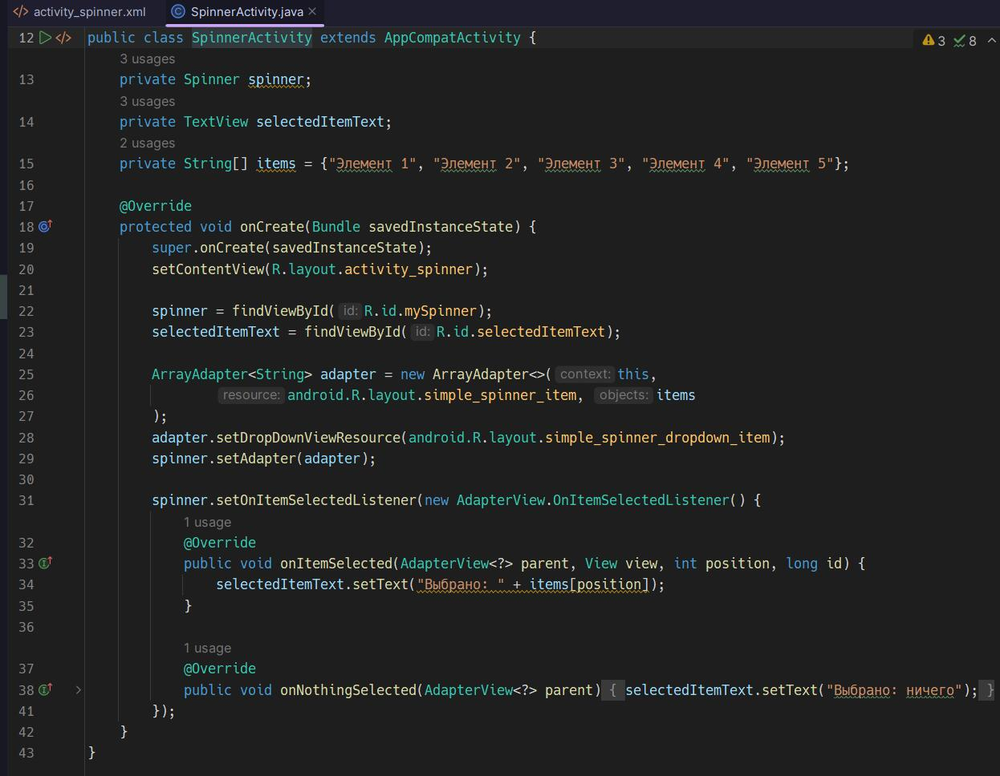 activity_spinner.xml SpinnerActivity.java
12 public class SpinnerActivity extends AppCompatActivity { 3 8
3 usages
13 private Spinner spinner;
3 usages
14 private TextView selectedItemText;
2 usages
15 private String[] items = {"Элемент 1", "Элемент 2", "Элемент 3", "Элемент 4", "Элемент 5"};
16
17 @Override
18 protected void onCreate(Bundle savedInstanceState) {
19 super.onCreate(savedInstanceState);
20 setContentView(R.layout.activity_spinner);
21
22 spinner = findViewById( id: R.id.mySpinner);
23 selectedItemText = findViewById( id: R.id.selectedItemText);
24
25 ArrayAdapter<String> adapter = new ArrayAdapter<>( context: this,
26 resource: android.R.layout.simple_spinner_item, objects: items
27 );
28 adapter.setDropDownViewResource(android.R.layout.simple_spinner_dropdown_item);
29 spinner.setAdapter(adapter);
30
31 spinner.setOnItemSelectedListener(new AdapterView.OnItemSelectedListener() {
1 usage
32 @Override
33 public void onItemSelected(AdapterView<?> parent, View view, int position, long id) {
34 selectedItemText.setText("Выбрано: " + items[position]);
35 }
36
1 usage
37 @Override
38 public void onNothingSelected(AdapterView<?> parent) { selectedItemText.setText("Выбрано: ничего"); }
41 });
42 }
43 }